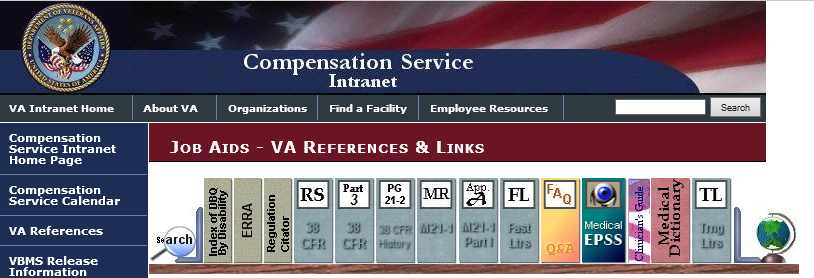 DEPARTMENT OF VETERANS AFFAIRS
UNITED STATES OF AMERICA
Compensation Service
Intranet
VA Intranet Home
About VA
Organizations
Find a Facility
Employee Resources
Search
Compensation
Service Intranet
Home Page
Compensation
Service Calendar
VA References
VBMS Release
Information
JOB AIDS - VA REFERENCES & LINKS
Search
Index of DBQ
By Disability
ERRA
Regulation
Citator
RS
38
CFR
Part
3
38
CFR
PG
21-2
38 CFR
History
MR
M21-1
App.
A
M21-1
Part I
FL
Fast
Ltrs
FAQ
Q&A
Medical
EPSS
Clinician's Guide
Medical
Dictionary
TL
Trng
Ltrs